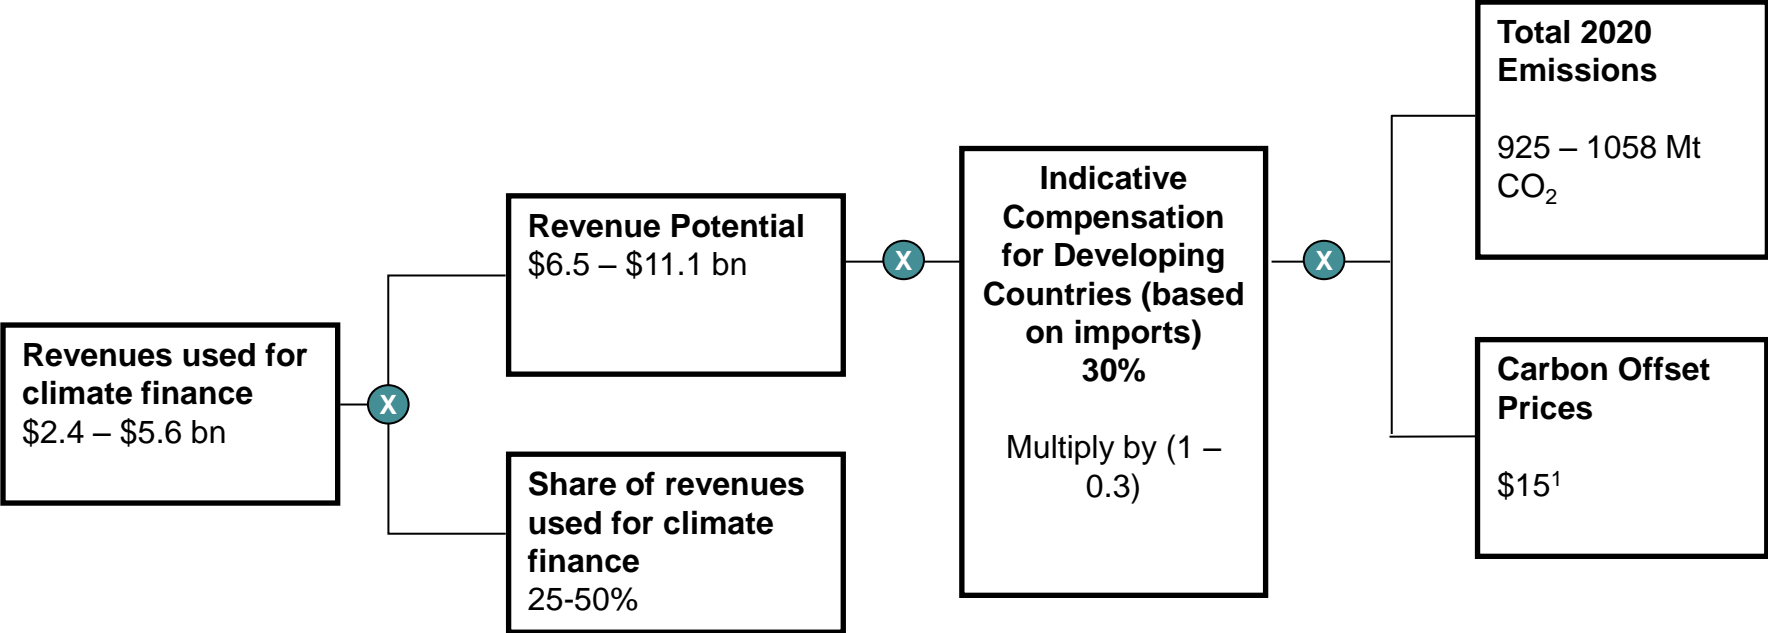 Revenues used for
climate finance
$2.4 – $5.6 bn
X
Revenue Potential
$6.5 – $11.1 bn
Share of revenues
used for climate
finance
25-50%
X
Indicative
Compensation
for Developing
Countries (based
on imports)
30%
Multiply by (1 –
0.3)
X
Total 2020
Emissions
925 – 1058 Mt
CO₂
Carbon Offset
Prices
$15¹